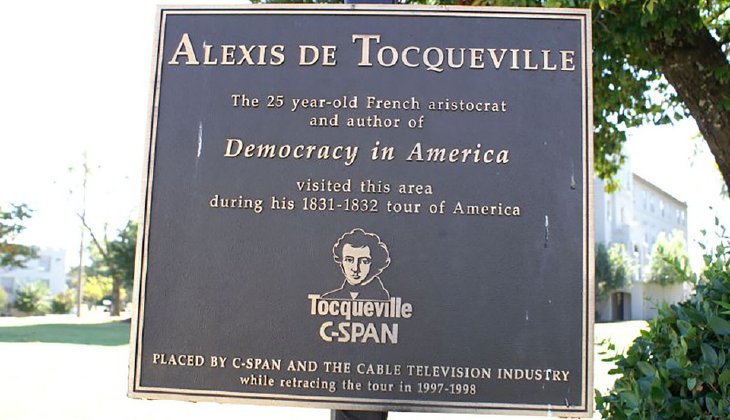 ALEXIS DE TOCQUEVILLE
The 25 year-old French aristocrat
and author of
Democracy in America
visited this area
during his 1831-1832 tour of America
Tocqueville
C-SPAN
PLACED BY C-SPAN AND THE CABLE TELEVISION INDUSTRY
while retracing the tour in 1997-1998